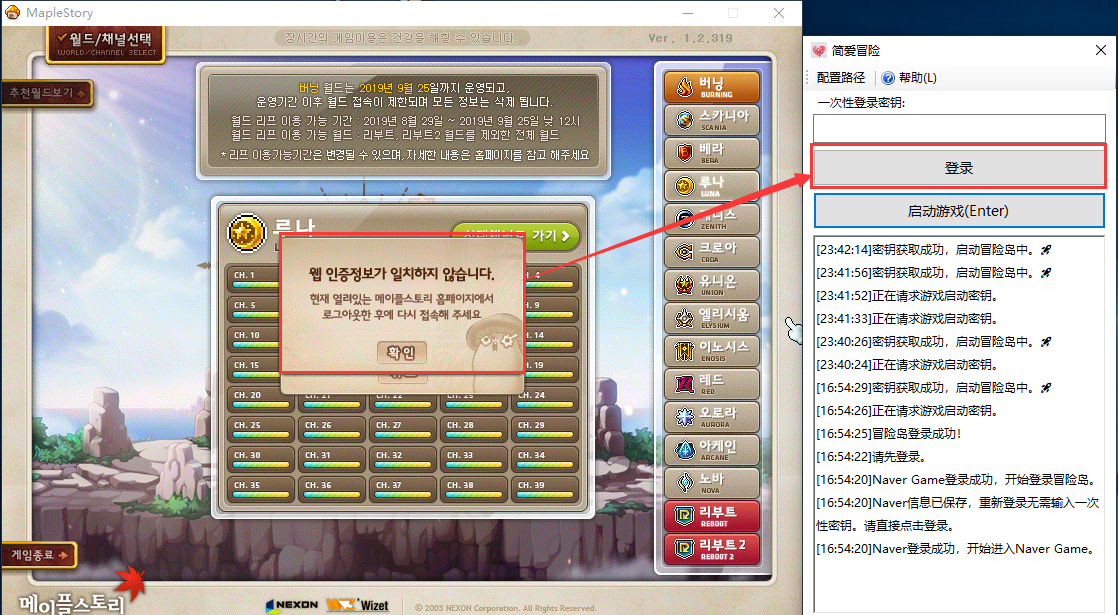 MapleStory
월드/채널선택
WORLD/CHANNEL SELECT
장시간의 게임이용은 건강을 해칠 수 있습니다.
Ver. 1.2.319
추천월드보기
버닝 월드는 2019년 9월 25일까지 운영되고,
운영기간 이후 월드 접속이 제한되며 모든 정보는 삭제 됩니다.
월드 리프 이용 가능 기간 : 2019년 8월 29일 ~ 2019년 9월 25일 낮 12시
월드 리프 이용 가능 월드 : 리부트, 리부트2 월드를 제외한 전체 월드
* 리프 이용가능기간은 변경될 수 있으며, 자세한 내용은 홈페이지를 참고 해주세요
루나
가기
CH. 1
CH. 5
9
CH. 10
14
CH. 15
19
CH. 20
CH. 24
CH. 25
CH. 26
CH. 27
CH. 28
CH. 29
CH. 30
CH. 31
CH. 32
CH. 33
CH. 34
CH. 35
CH. 36
CH. 37
CH. 38
CH. 39
웹 인증정보가 일치하지 않습니다.
현재 열려있는 메이플스토리 홈페이지에서
로그아웃한 후에 다시 접속해 주세요
확인
버닝
BURNING
스카니아
SCANIA
베라
BERA
루나
LUNA
제니스
ZENITH
크로아
CROA
유니온
UNION
엘리시움
ELYSIUM
이노시스
ENOSIS
레드
RED
오로라
AURORA
아케인
ARCANE
노바
NOVA
리부트
REBOOT
리부트2
REBOOT 2
게임종료
메이플스토리
NEXON
Wizet
© 2003 NEXON Corporation. All Rights Reserved.
简爱冒险
配置路径
帮助(L)
一次性登录密钥:
登录
启动游戏(Enter)
[23:42:14]密钥获取成功，启动冒险岛中。🚀
[23:41:56]密钥获取成功，启动冒险岛中。🚀
[23:41:52]正在请求游戏启动密钥。
[23:41:33]正在请求游戏启动密钥。
[23:40:26]密钥获取成功，启动冒险岛中。🚀
[23:40:24]正在请求游戏启动密钥。
[16:54:29]密钥获取成功，启动冒险岛中。🚀
[16:54:26]正在请求游戏启动密钥。
[16:54:25]冒险岛登录成功！
[16:54:22]请先登录。
[16:54:20]Naver Game登录成功，开始登录冒险岛。
[16:54:20]Naver信息已保存，重新登录无需输入一次
性密钥。请直接点击登录。
[16:54:20]Naver登录成功，开始进入Naver Game。